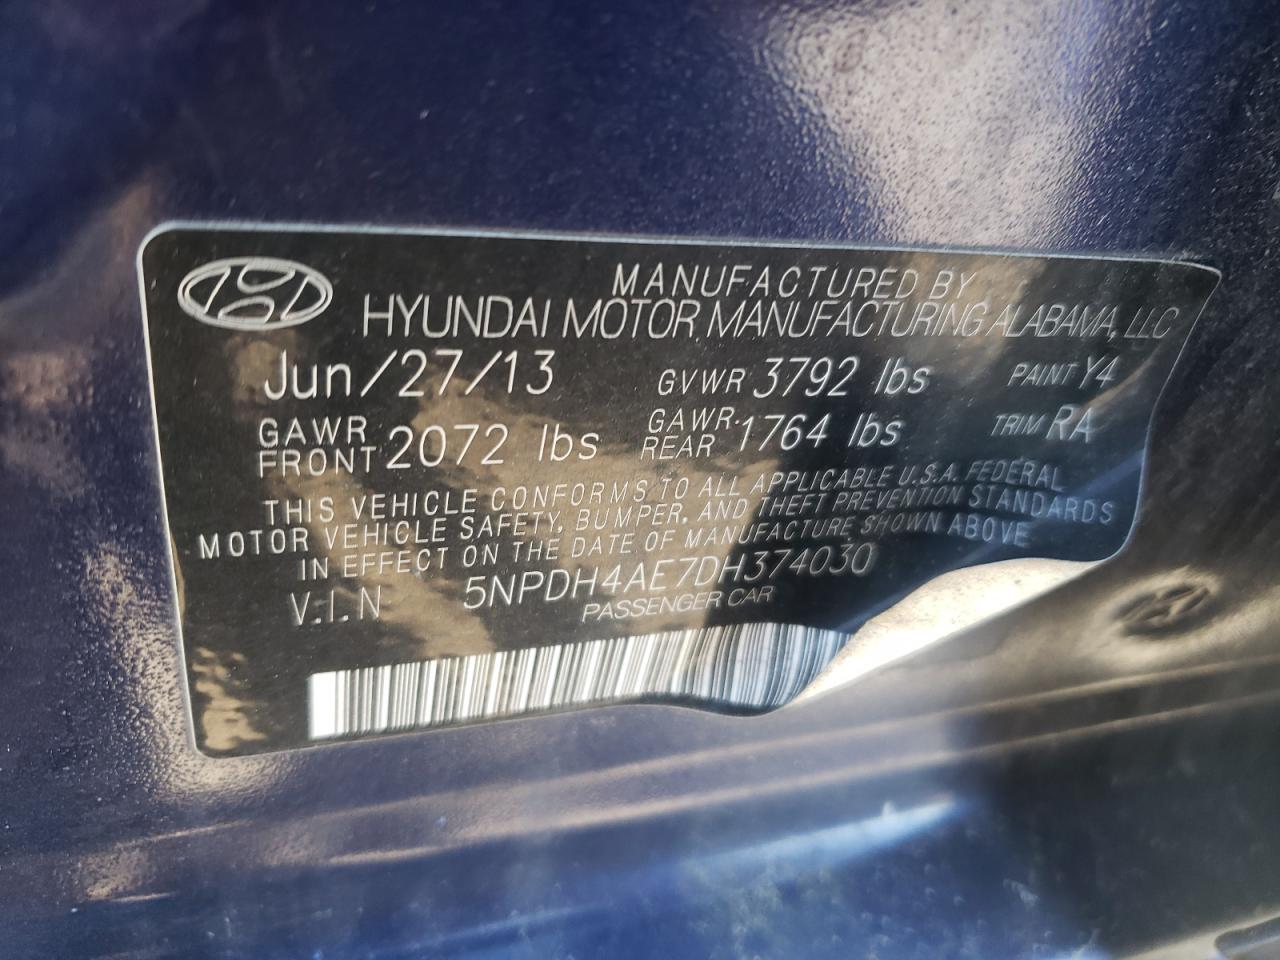 MANUFACTURED BY
HYUNDAI MOTOR MANUFACTURING ALABAMA, LLC
Jun/27/13 GVWR 3792 lbs PAINT Y4
GAWR FRONT 2072 lbs GAWR REAR 1764 lbs TRIM RA
THIS VEHICLE CONFORMS TO ALL APPLICABLE U.S.A. FEDERAL
MOTOR VEHICLE SAFETY, BUMPER, AND THEFT PREVENTION STANDARDS
IN EFFECT ON THE DATE OF MANUFACTURE SHOWN ABOVE
V.I.N 5NPDH4AE7DH374030
PASSENGER CAR